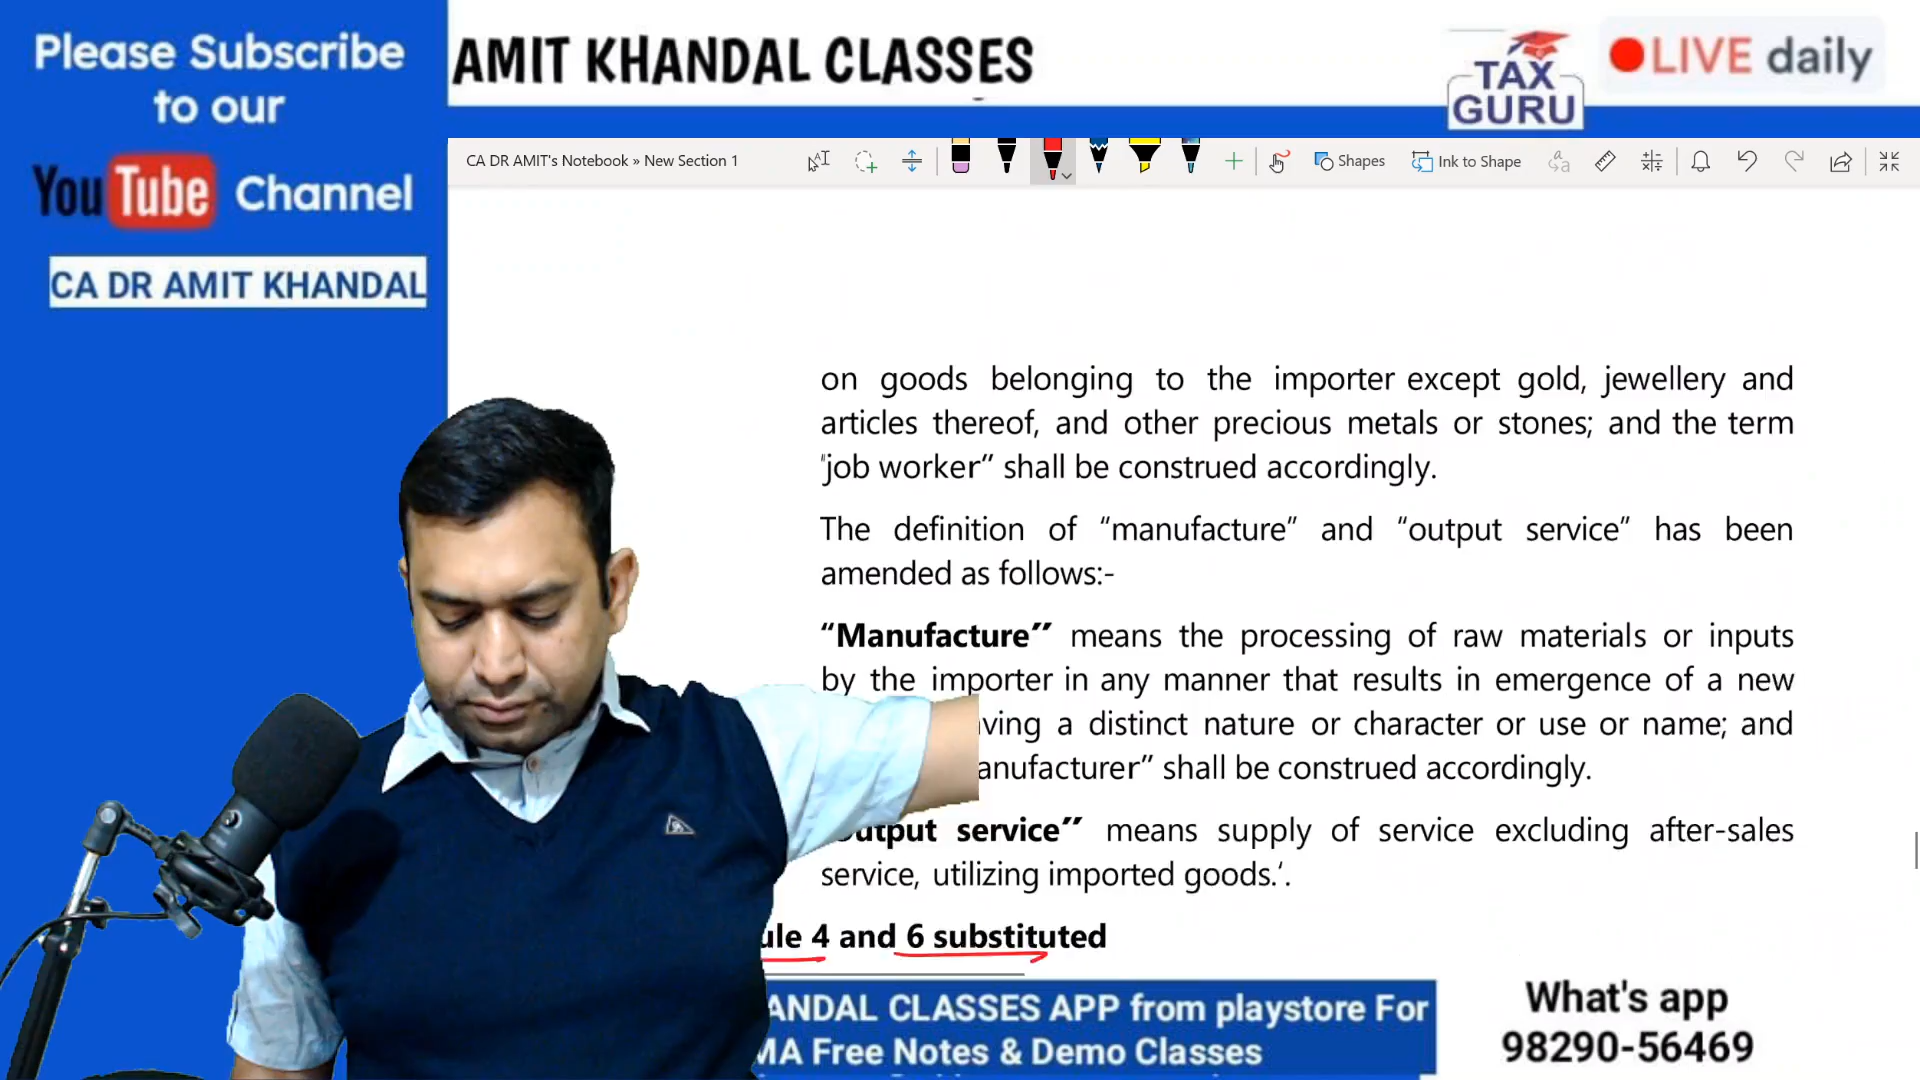 Please Subscribe
to our
You Tube Channel
CA DR AMIT KHANDAL
AMIT KHANDAL CLASSES
TAX
GURU
LIVE daily
CA DR AMIT's Notebook » New Section 1
Shapes
Ink to Shape
on goods belonging to the importer except gold, jewellery and
articles thereof, and other precious metals or stones; and the term
"job worker” shall be construed accordingly.
The definition of “manufacture” and “output service” has been
amended as follows:-
“Manufacture” means the processing of raw materials or inputs
by the importer in any manner that results in emergence of a new
a distinct nature or character or use or name; and
shall be construed accordingly.
service” means supply of service excluding after-sales
service, utilizing imported goods.‘.
4 and 6 substituted
CLASSES APP from playstore For
Free Notes & Demo Classes
What's app
98290-56469